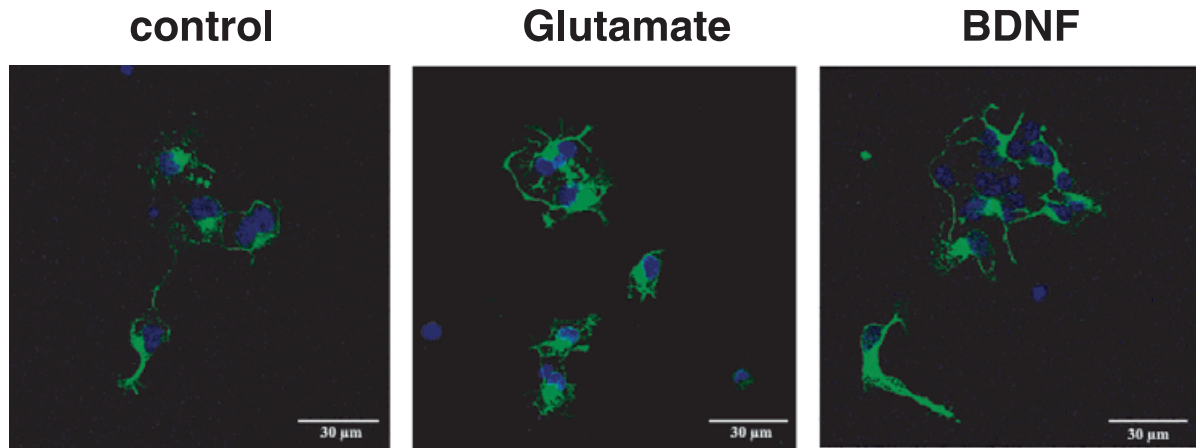 control
Glutamate
BDNF
30 µm
30 µm
30 µm